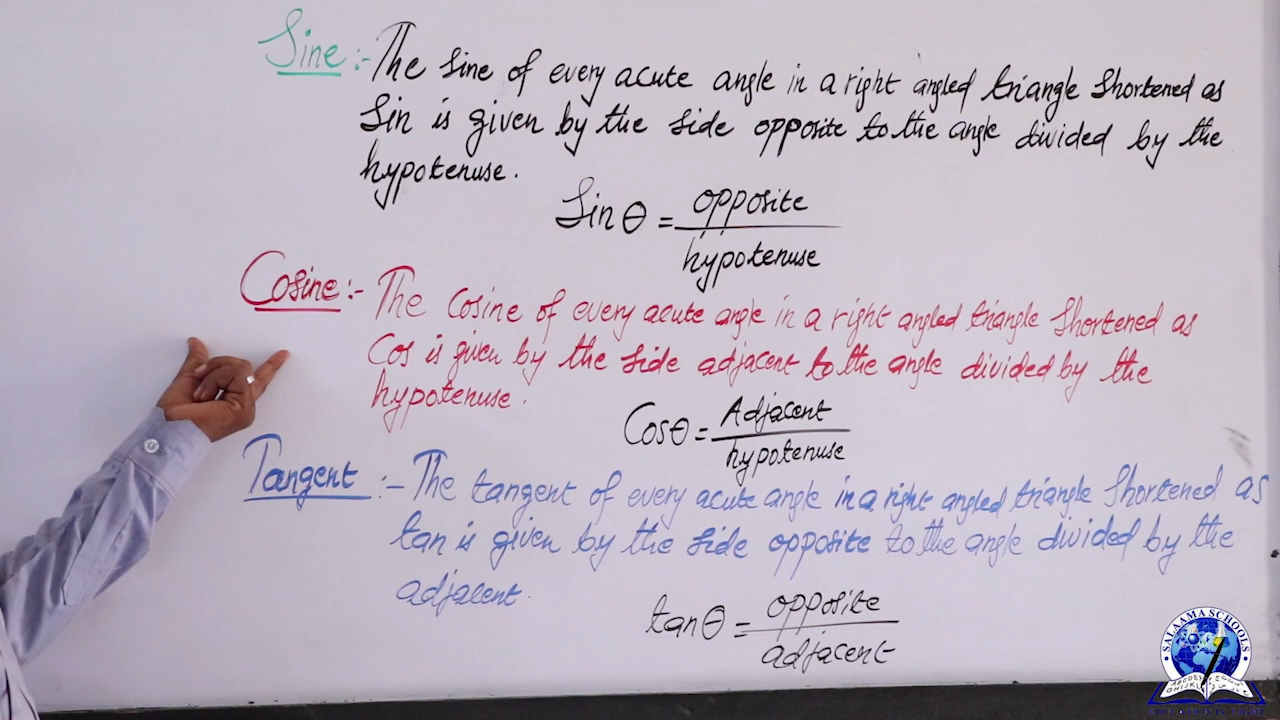 Sine :- The Sine of every acute angle in a right angled triangle Shortened as
Sin is given by the side opposite to the angle divided by the
hypotenuse.
Sin θ = opposite
hypotenuse
Cosine :- The Cosine of every acute angle in a right angled triangle Shortened as
Cos is given by the side adjacent to the angle divided by the
hypotenuse.
Cosθ = Adjacent
hypotenuse
Tangent :- The tangent of every acute angle in a right angled triangle Shortened as
tan is given by the side opposite to the angle divided by the
adjacent.
tanθ = opposite
adjacent
SALAAMA SCHOOLS